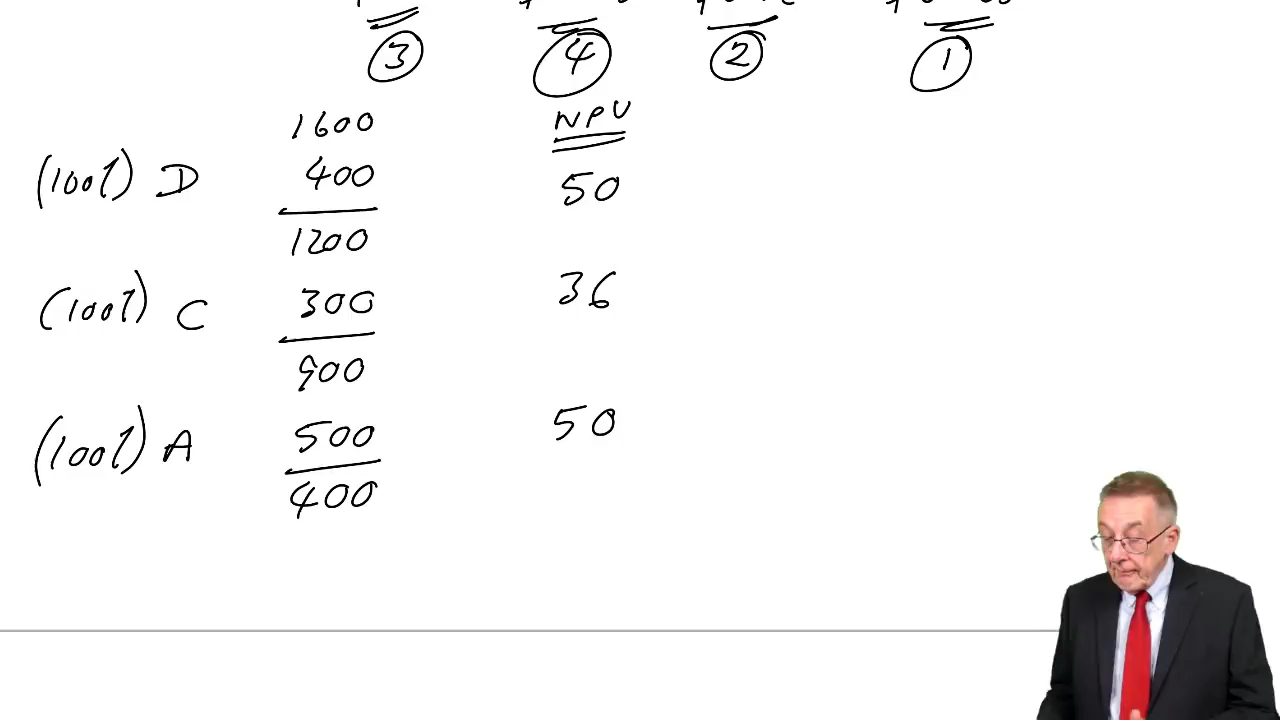 3 4 2 1
1600 NPV
(100%) D 400 50
1200
(100%) C 300 36
900
(100%) A 500 50
400